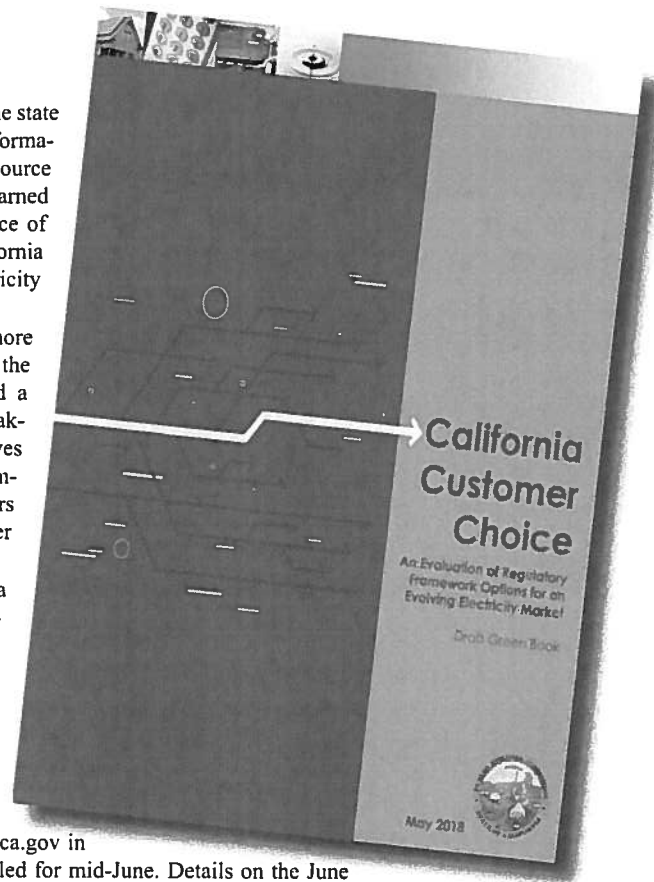 e state
forma-
ource
arned
ce of
ornia
ricity
nore
the
d a
ak-
ves
m-
rs
er
a
ca.gov in
led for mid-June. Details on the June
California
Customer
Choice
An Evaluation of Regulatory
Framework Options for an
Evolving Electricity Market
Draft Green Book
May 2018